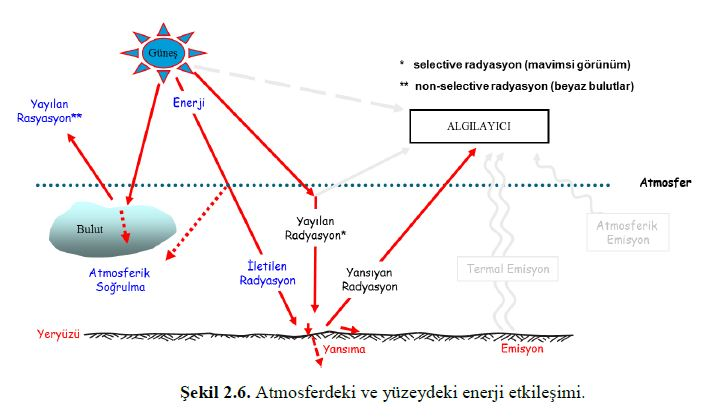 Güneş
* selective radyasyon (mavimsi görünüm)
** non-selective radyasyon (beyaz bulutlar)
Yayılan
Rasyasyon**
Enerji
ALGILAYICI
Atmosfer
Bulut
Yayılan
Radyasyon*
Atmosferik
Emisyon
Atmosferik
Soğrulma
İletilen
Radyasyon
Yansıyan
Radyasyon
Termal Emisyon
Yeryüzü
Yansıma
Emisyon
Şekil 2.6. Atmosferdeki ve yüzeydeki enerji etkileşimi.